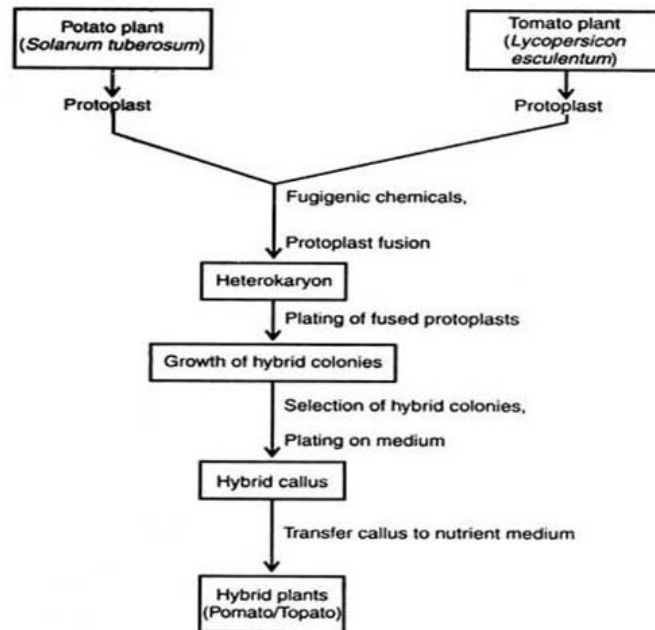 Potato plant
(Solanum tuberosum)
Tomato plant
(Lycopersicon
esculentum)
Protoplast
Protoplast
Fugigenic chemicals,
Protoplast fusion
Heterokaryon
Plating of fused protoplasts
Growth of hybrid colonies
Selection of hybrid colonies,
Plating on medium
Hybrid callus
Transfer callus to nutrient medium
Hybrid plants
(Pomato/Topato)